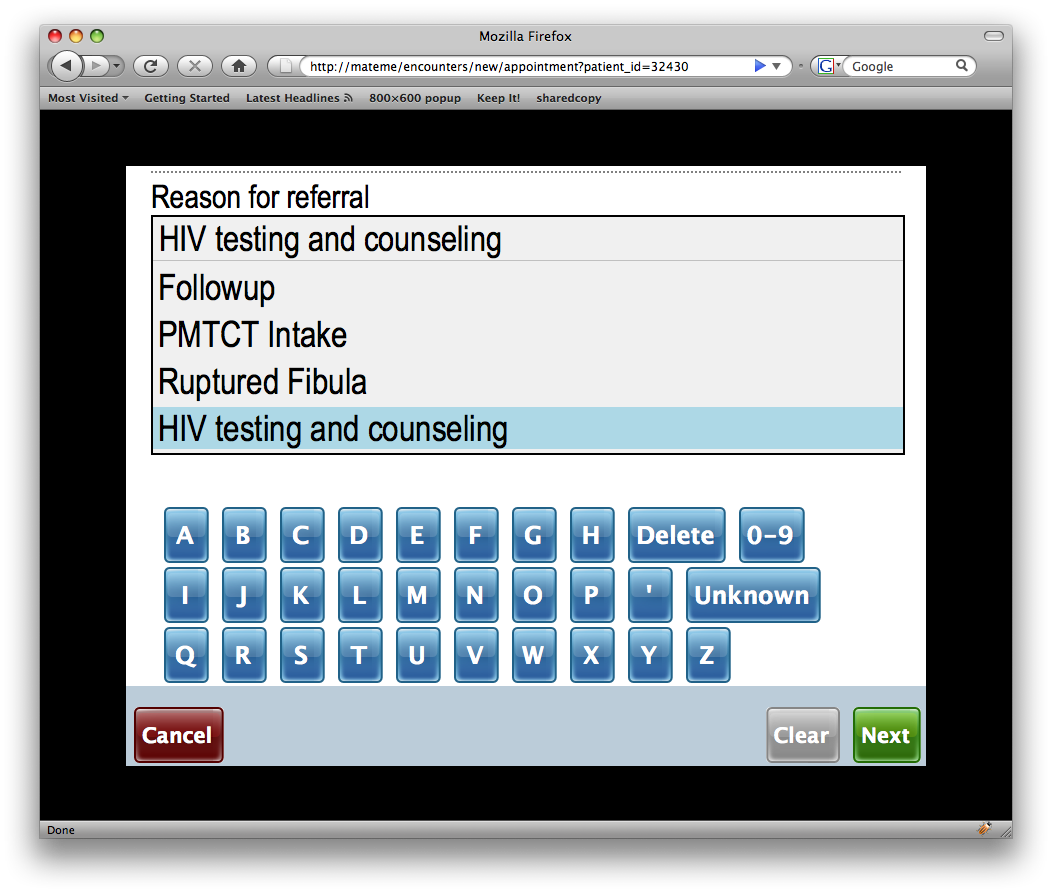 Mozilla Firefox
http://mateme/encounters/new/appointment?patient_id=32430
Google
Most Visited Getting Started Latest Headlines 800×600 popup Keep It! sharedcopy
Reason for referral
HIV testing and counseling
Followup
PMTCT Intake
Ruptured Fibula
HIV testing and counseling
A B C D E F G H Delete 0-9
I J K L M N O P ' Unknown
Q R S T U V W X Y Z
Cancel Clear Next
Done